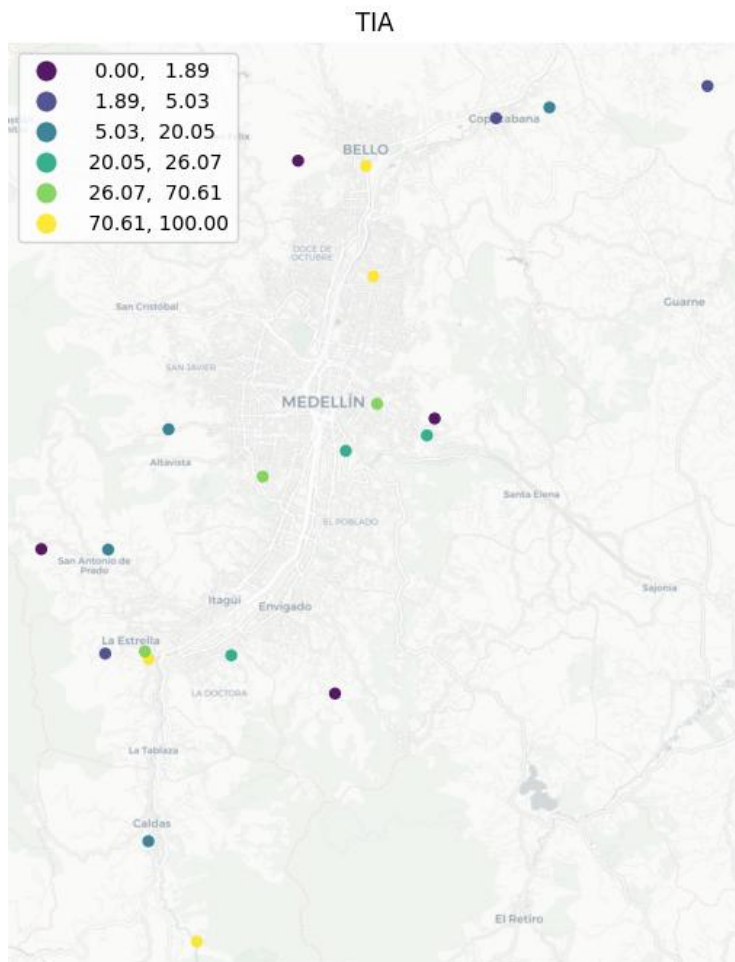 TIA
0.00, 1.89
1.89, 5.03
5.03, 20.05
20.05, 26.07
26.07, 70.61
70.61, 100.00
Copacabana
BELLO
DOCE DE
OCTUBRE
San Cristóbal
Guarne
SAN JAVIER
MEDELLÍN
Altavista
Santa Elena
EL POBLADO
San Antonio de
Prado
Sajonia
Itagüí
Envigado
La Estrella
LA DOCTORA
La Tablaza
Caldas
El Retiro